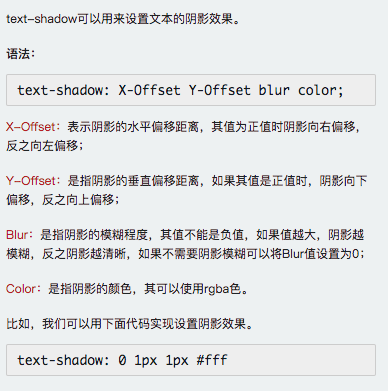 text-shadow可以用来设置文本的阴影效果。
语法：
text-shadow: X-Offset Y-Offset blur color;
X-Offset：表示阴影的水平偏移距离，其值为正值时阴影向右偏移，
反之向左偏移；
Y-Offset：是指阴影的垂直偏移距离，如果其值是正值时，阴影向下
偏移，反之向上偏移；
Blur：是指阴影的模糊程度，其值不能是负值，如果值越大，阴影越
模糊，反之阴影越清晰，如果不需要阴影模糊可以将Blur值设置为0；
Color：是指阴影的颜色，其可以使用rgba色。
比如，我们可以用下面代码实现设置阴影效果。
text-shadow: 0 1px 1px #fff